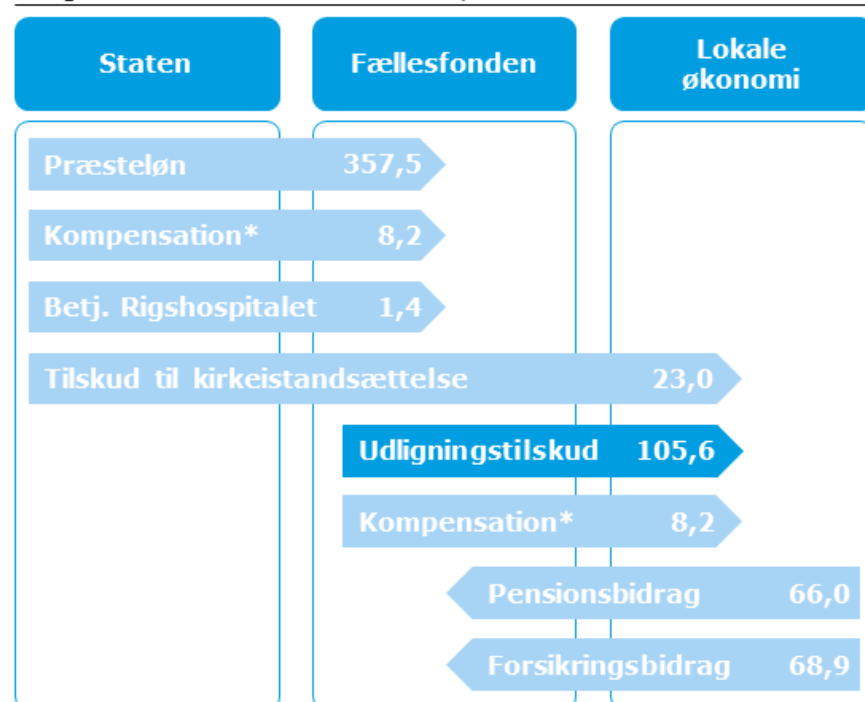 Staten
Fællesfonden
Lokale
økonomi
Præsteløn 357,5
Kompensation* 8,2
Betj. Rigshospitalet 1,4
Tilskud til kirkeistandsættelse 23,0
Udligningstilskud 105,6
Kompensation* 8,2
Pensionsbidrag 66,0
Forsikringsbidrag 68,9